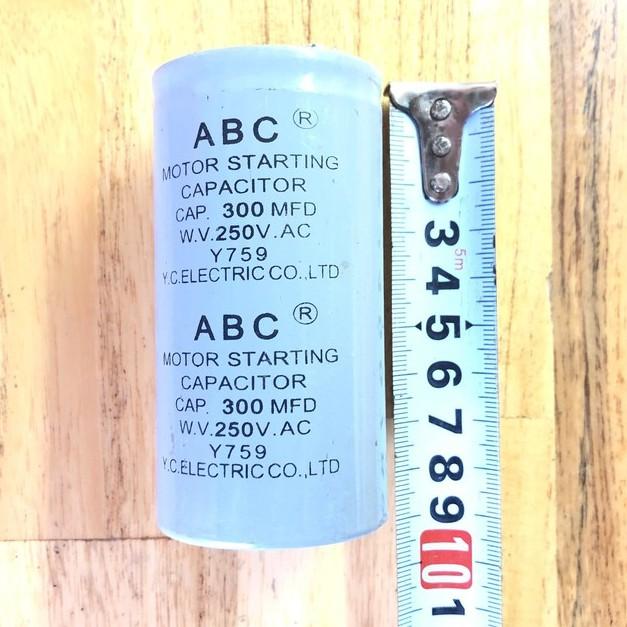 ABC ®
MOTOR STARTING
CAPACITOR
CAP. 300 MFD
W.V.250V.AC
Y759
Y.C.ELECTRIC CO.,LTD
ABC ®
MOTOR STARTING
CAPACITOR
CAP. 300 MFD
W.V.250V.AC
Y759
Y.C.ELECTRIC CO.,LTD
3
5m
4
5
6
7
8
9
10
1